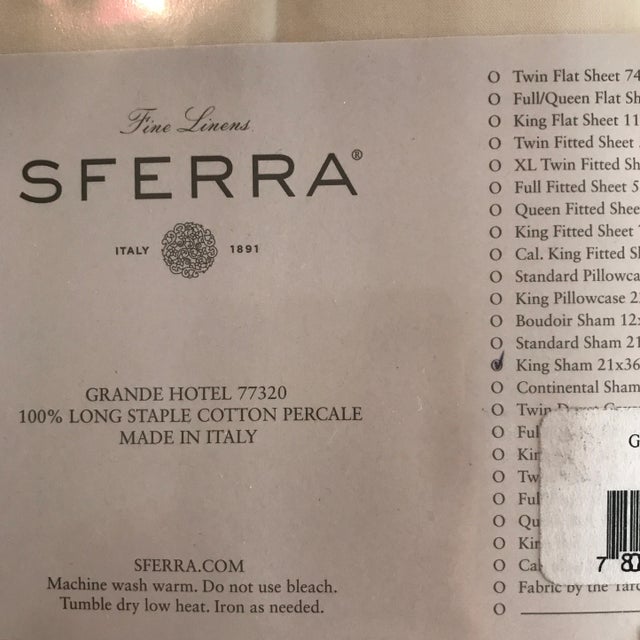 Fine Linens
SFERRA®
ITALY 1891
GRANDE HOTEL 77320
100% LONG STAPLE COTTON PERCALE
MADE IN ITALY
SFERRA.COM
Machine wash warm. Do not use bleach.
Tumble dry low heat. Iron as needed.
O Twin Flat Sheet 74
O Full/Queen Flat Sh
O King Flat Sheet 11
O Twin Fitted Sheet
O XL Twin Fitted Sh
O Full Fitted Sheet 5
O Queen Fitted Shee
O King Fitted Sheet
O Cal. King Fitted Sh
O Standard Pillowca
O King Pillowcase 2
O Boudoir Sham 12x
O Standard Sham 21
O King Sham 21x36
O Continental Sham
O Twin
O Ful
O Kin
O Tw
O Ful
O Qu
O Kin
O Ca
O Fabric by the Yard
O
G
7 80